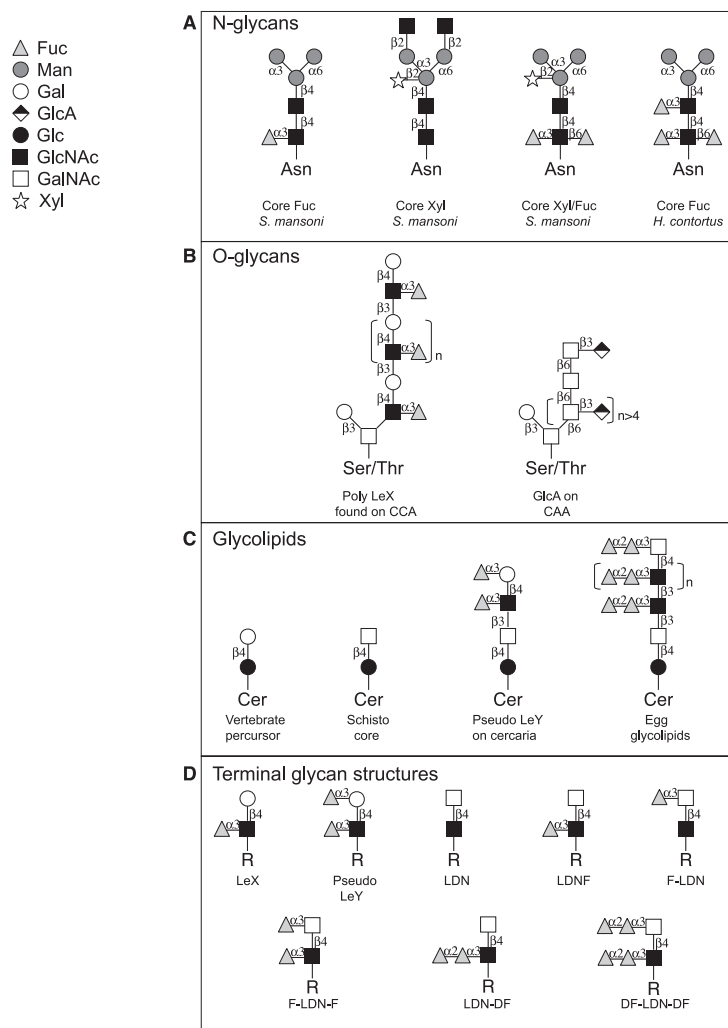 Fuc
Man
Gal
GlcA
Glc
GlcNAc
GalNAc
Xyl
A N-glycans
β2 β2
α3 α6 α3 β2 α6 α3 β2 α6 α3 α6
β4 β4 β4 β4
β4 β4 β4 α3 β4
α3 α3 β6 α3 β6
Asn Asn Asn Asn
Core Fuc Core Xyl Core Xyl/Fuc Core Fuc
S. mansoni S. mansoni S. mansoni H. contortus
B O-glycans
β4
α3
β3
β4 α3 n
β3
β4 α3
β3
Ser/Thr
Poly LeX
found on CCA
β3
β6
β6 β3 n>4
β6
Ser/Thr
GlcA on
CAA
C Glycolipids
β4
Cer
Vertebrate
percursor
β4
Cer
Schisto
core
α3
β4
α3
β3
β4
Cer
Pseudo LeY
on cercaria
α2 α3
β4
α2 α3 n
β3
α2 α3
β3
β4
Cer
Egg
glycolipids
D Terminal glycan structures
α3 α3
β4 β4 β4 β4 β4
α3 α3 α3
R R R R R
LeX Pseudo LDN LDNF F-LDN
LeY
α3 α2 α3
β4 β4 β4
α3 α2 α3 α2 α3
R R R
F-LDN-F LDN-DF DF-LDN-DF